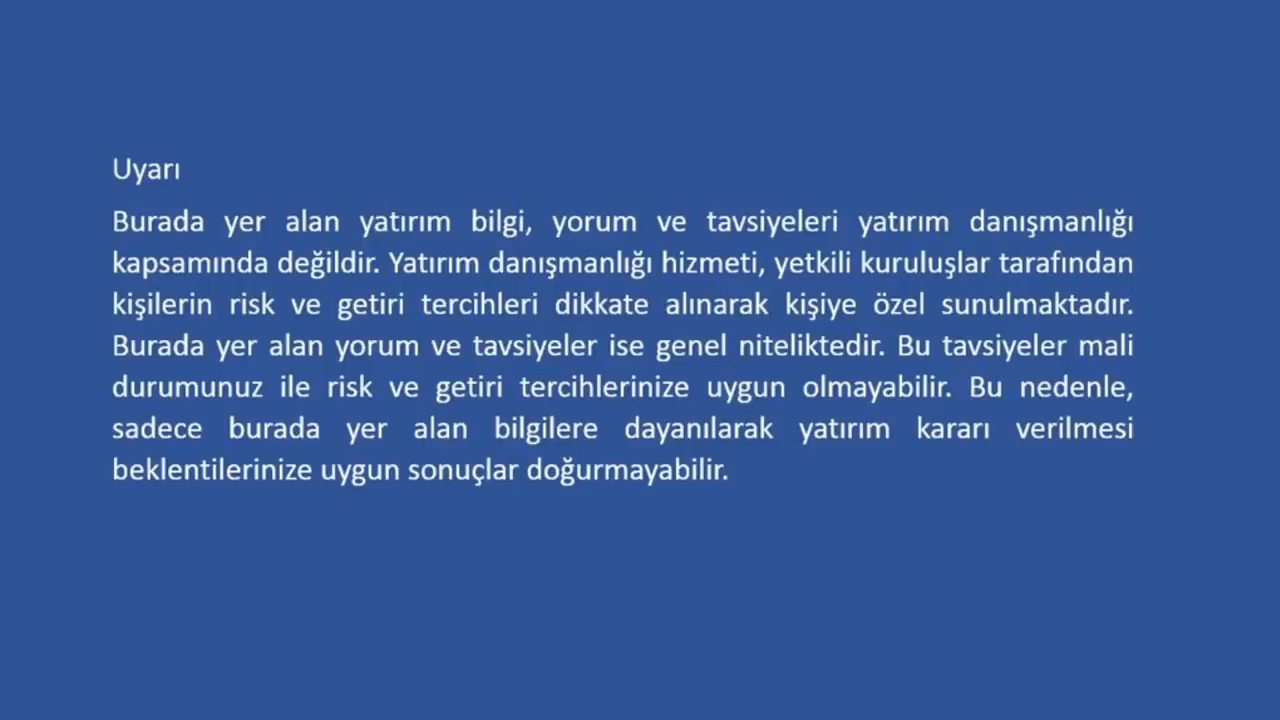 Uyarı
Burada yer alan yatırım bilgi, yorum ve tavsiyeleri yatırım danışmanlığı
kapsamında değildir. Yatırım danışmanlığı hizmeti, yetkili kuruluşlar tarafından
kişilerin risk ve getiri tercihleri dikkate alınarak kişiye özel sunulmaktadır.
Burada yer alan yorum ve tavsiyeler ise genel niteliktedir. Bu tavsiyeler mali
durumunuz ile risk ve getiri tercihlerinize uygun olmayabilir. Bu nedenle,
sadece burada yer alan bilgilere dayanılarak yatırım kararı verilmesi
beklentilerinize uygun sonuçlar doğurmayabilir.